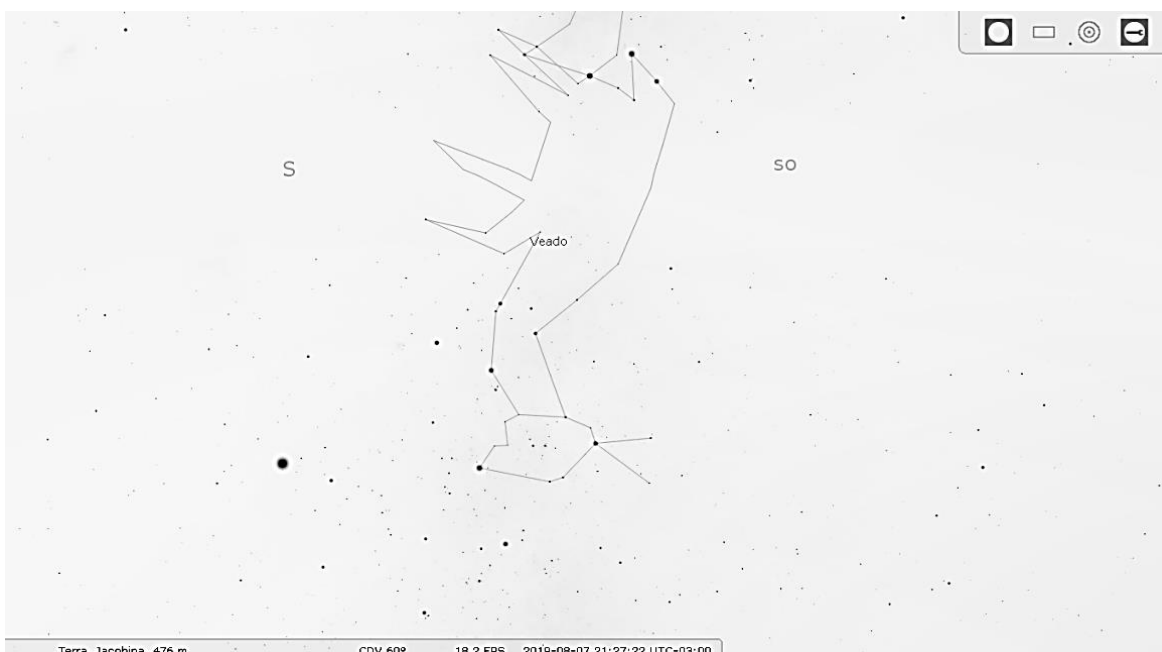 S
SO
Veado
Terra, Jacobina, 476 m CDV 60° 18.2 FPS 2019-08-07 21:27:22 UTC-03:00